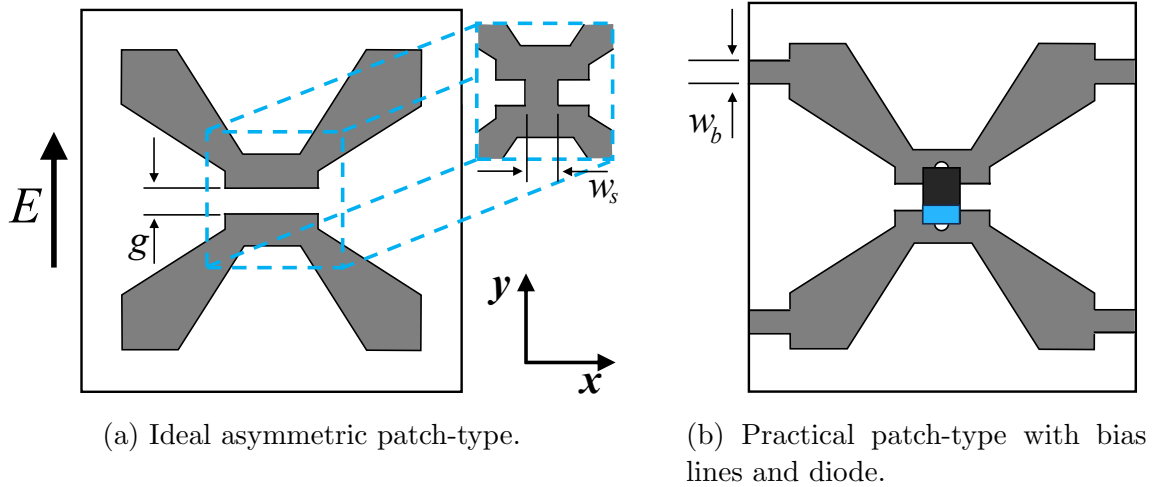 E
g
w_s
y
x
w_b
(a) Ideal asymmetric patch-type.
(b) Practical patch-type with bias
lines and diode.